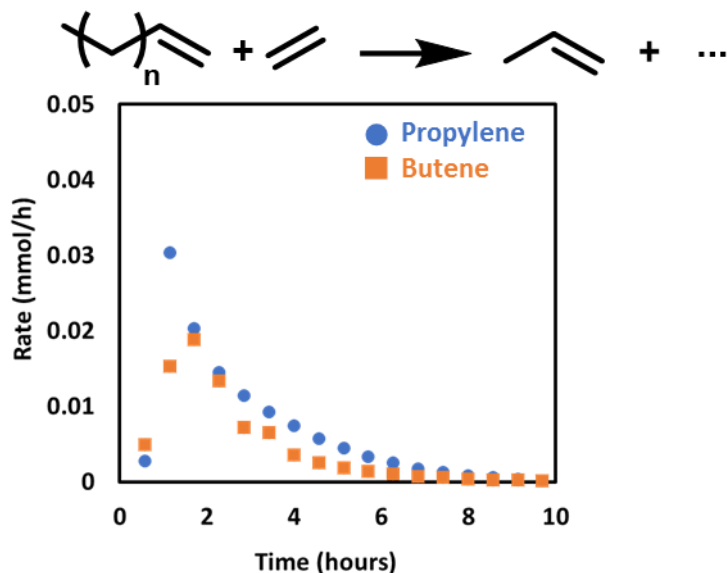 n
+
+ ...
Propylene
Butene
Rate (mmol/h)
0.05
0.04
0.03
0.02
0.01
0
0 2 4 6 8 10
Time (hours)